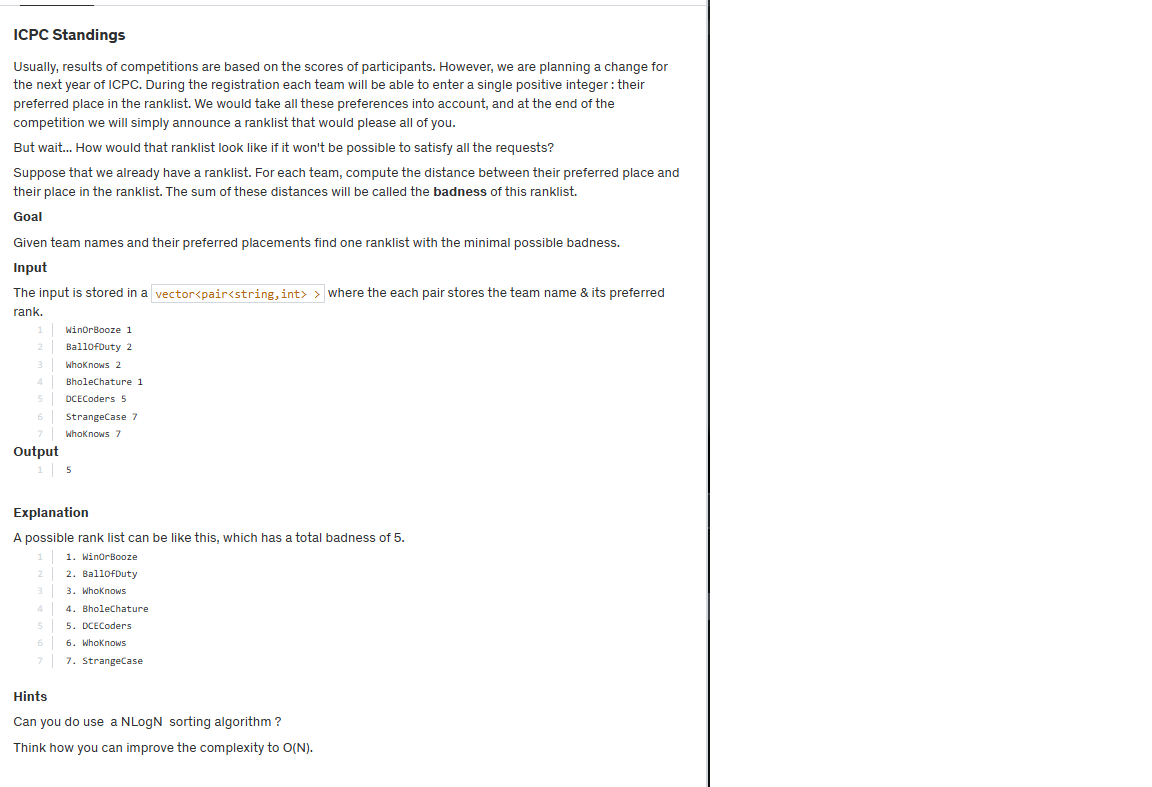 ICPC Standings
Usually, results of competitions are based on the scores of participants. However, we are planning a change for
the next year of ICPC. During the registration each team will be able to enter a single positive integer : their
preferred place in the ranklist. We would take all these preferences into account, and at the end of the
competition we will simply announce a ranklist that would please all of you.
But wait... How would that ranklist look like if it won't be possible to satisfy all the requests?
Suppose that we already have a ranklist. For each team, compute the distance between their preferred place and
their place in the ranklist. The sum of these distances will be called the badness of this ranklist.
Goal
Given team names and their preferred placements find one ranklist with the minimal possible badness.
Input
The input is stored in a vector<pair<string,int> > where the each pair stores the team name & its preferred
rank.
1 WinOrBooze 1
2 BallOfDuty 2
3 WhoKnows 2
4 BholeChature 1
5 DCECoders 5
6 StrangeCase 7
7 WhoKnows 7
Output
1 5
Explanation
A possible rank list can be like this, which has a total badness of 5.
1 1. WinOrBooze
2 2. BallOfDuty
3 3. WhoKnows
4 4. BholeChature
5 5. DCECoders
6 6. WhoKnows
7 7. StrangeCase
Hints
Can you do use a NLogN sorting algorithm ?
Think how you can improve the complexity to O(N).